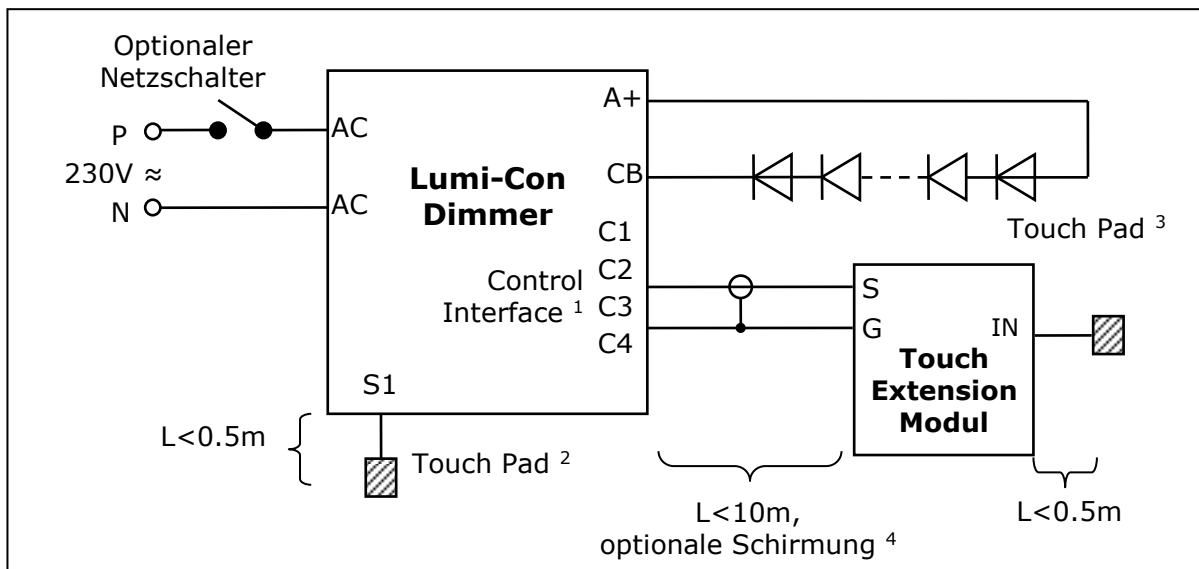 Optionaler
Netzschalter
P
230V ≈
N
AC
AC
Lumi-Con
Dimmer
A+
CB
C1
C2
C3
C4
Control
Interface ¹
S1
L<0.5m
Touch Pad ²
Touch Pad ³
S
G
IN
Touch
Extension
Modul
L<10m,
optionale Schirmung ⁴
L<0.5m